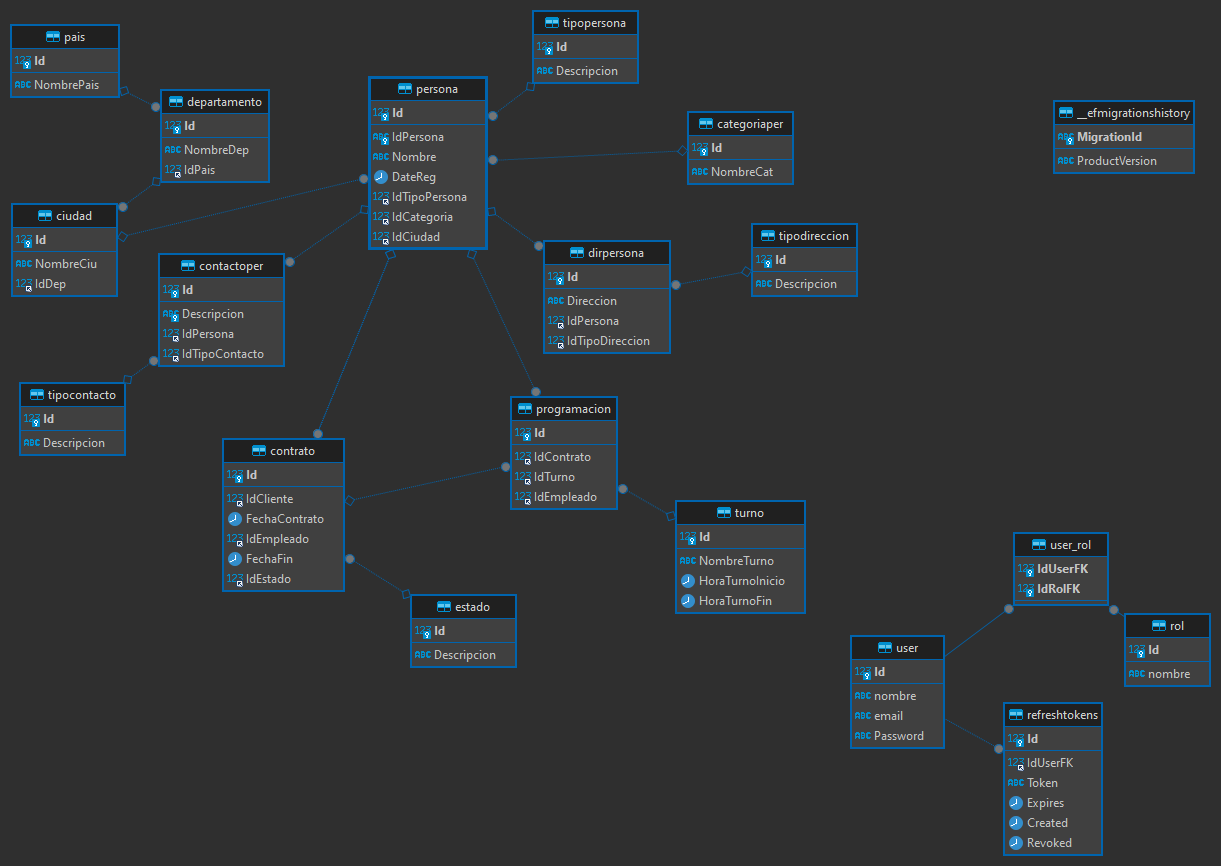 pais
Id
NombrePais
departamento
Id
NombreDep
IdPais
ciudad
Id
NombreCiu
IdDep
persona
Id
IdPersona
Nombre
DateReg
IdTipoPersona
IdCategoria
IdCiudad
tipopersona
Id
Descripcion
categoriaper
Id
NombreCat
__efmigrationshistory
MigrationId
ProductVersion
contactoper
Id
Descripcion
IdPersona
IdTipoContacto
dirpersona
Id
Direccion
IdPersona
IdTipoDireccion
tipodireccion
Id
Descripcion
tipocontacto
Id
Descripcion
contrato
Id
IdCliente
FechaContrato
IdEmpleado
FechaFin
IdEstado
programacion
Id
IdContrato
IdTurno
IdEmpleado
turno
Id
NombreTurno
HoraTurnoInicio
HoraTurnoFin
estado
Id
Descripcion
user_rol
IdUserFK
IdRolFK
user
Id
nombre
email
Password
rol
Id
nombre
refreshtokens
Id
IdUserFK
Token
Expires
Created
Revoked